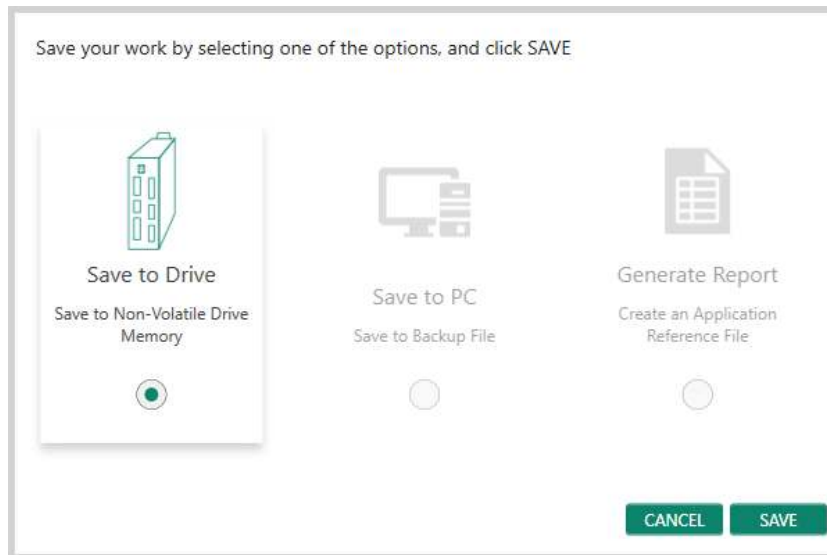 Save your work by selecting one of the options, and click SAVE
Save to Drive
Save to Non-Volatile Drive
Memory
Save to PC
Save to Backup File
Generate Report
Create an Application
Reference File
CANCEL
SAVE